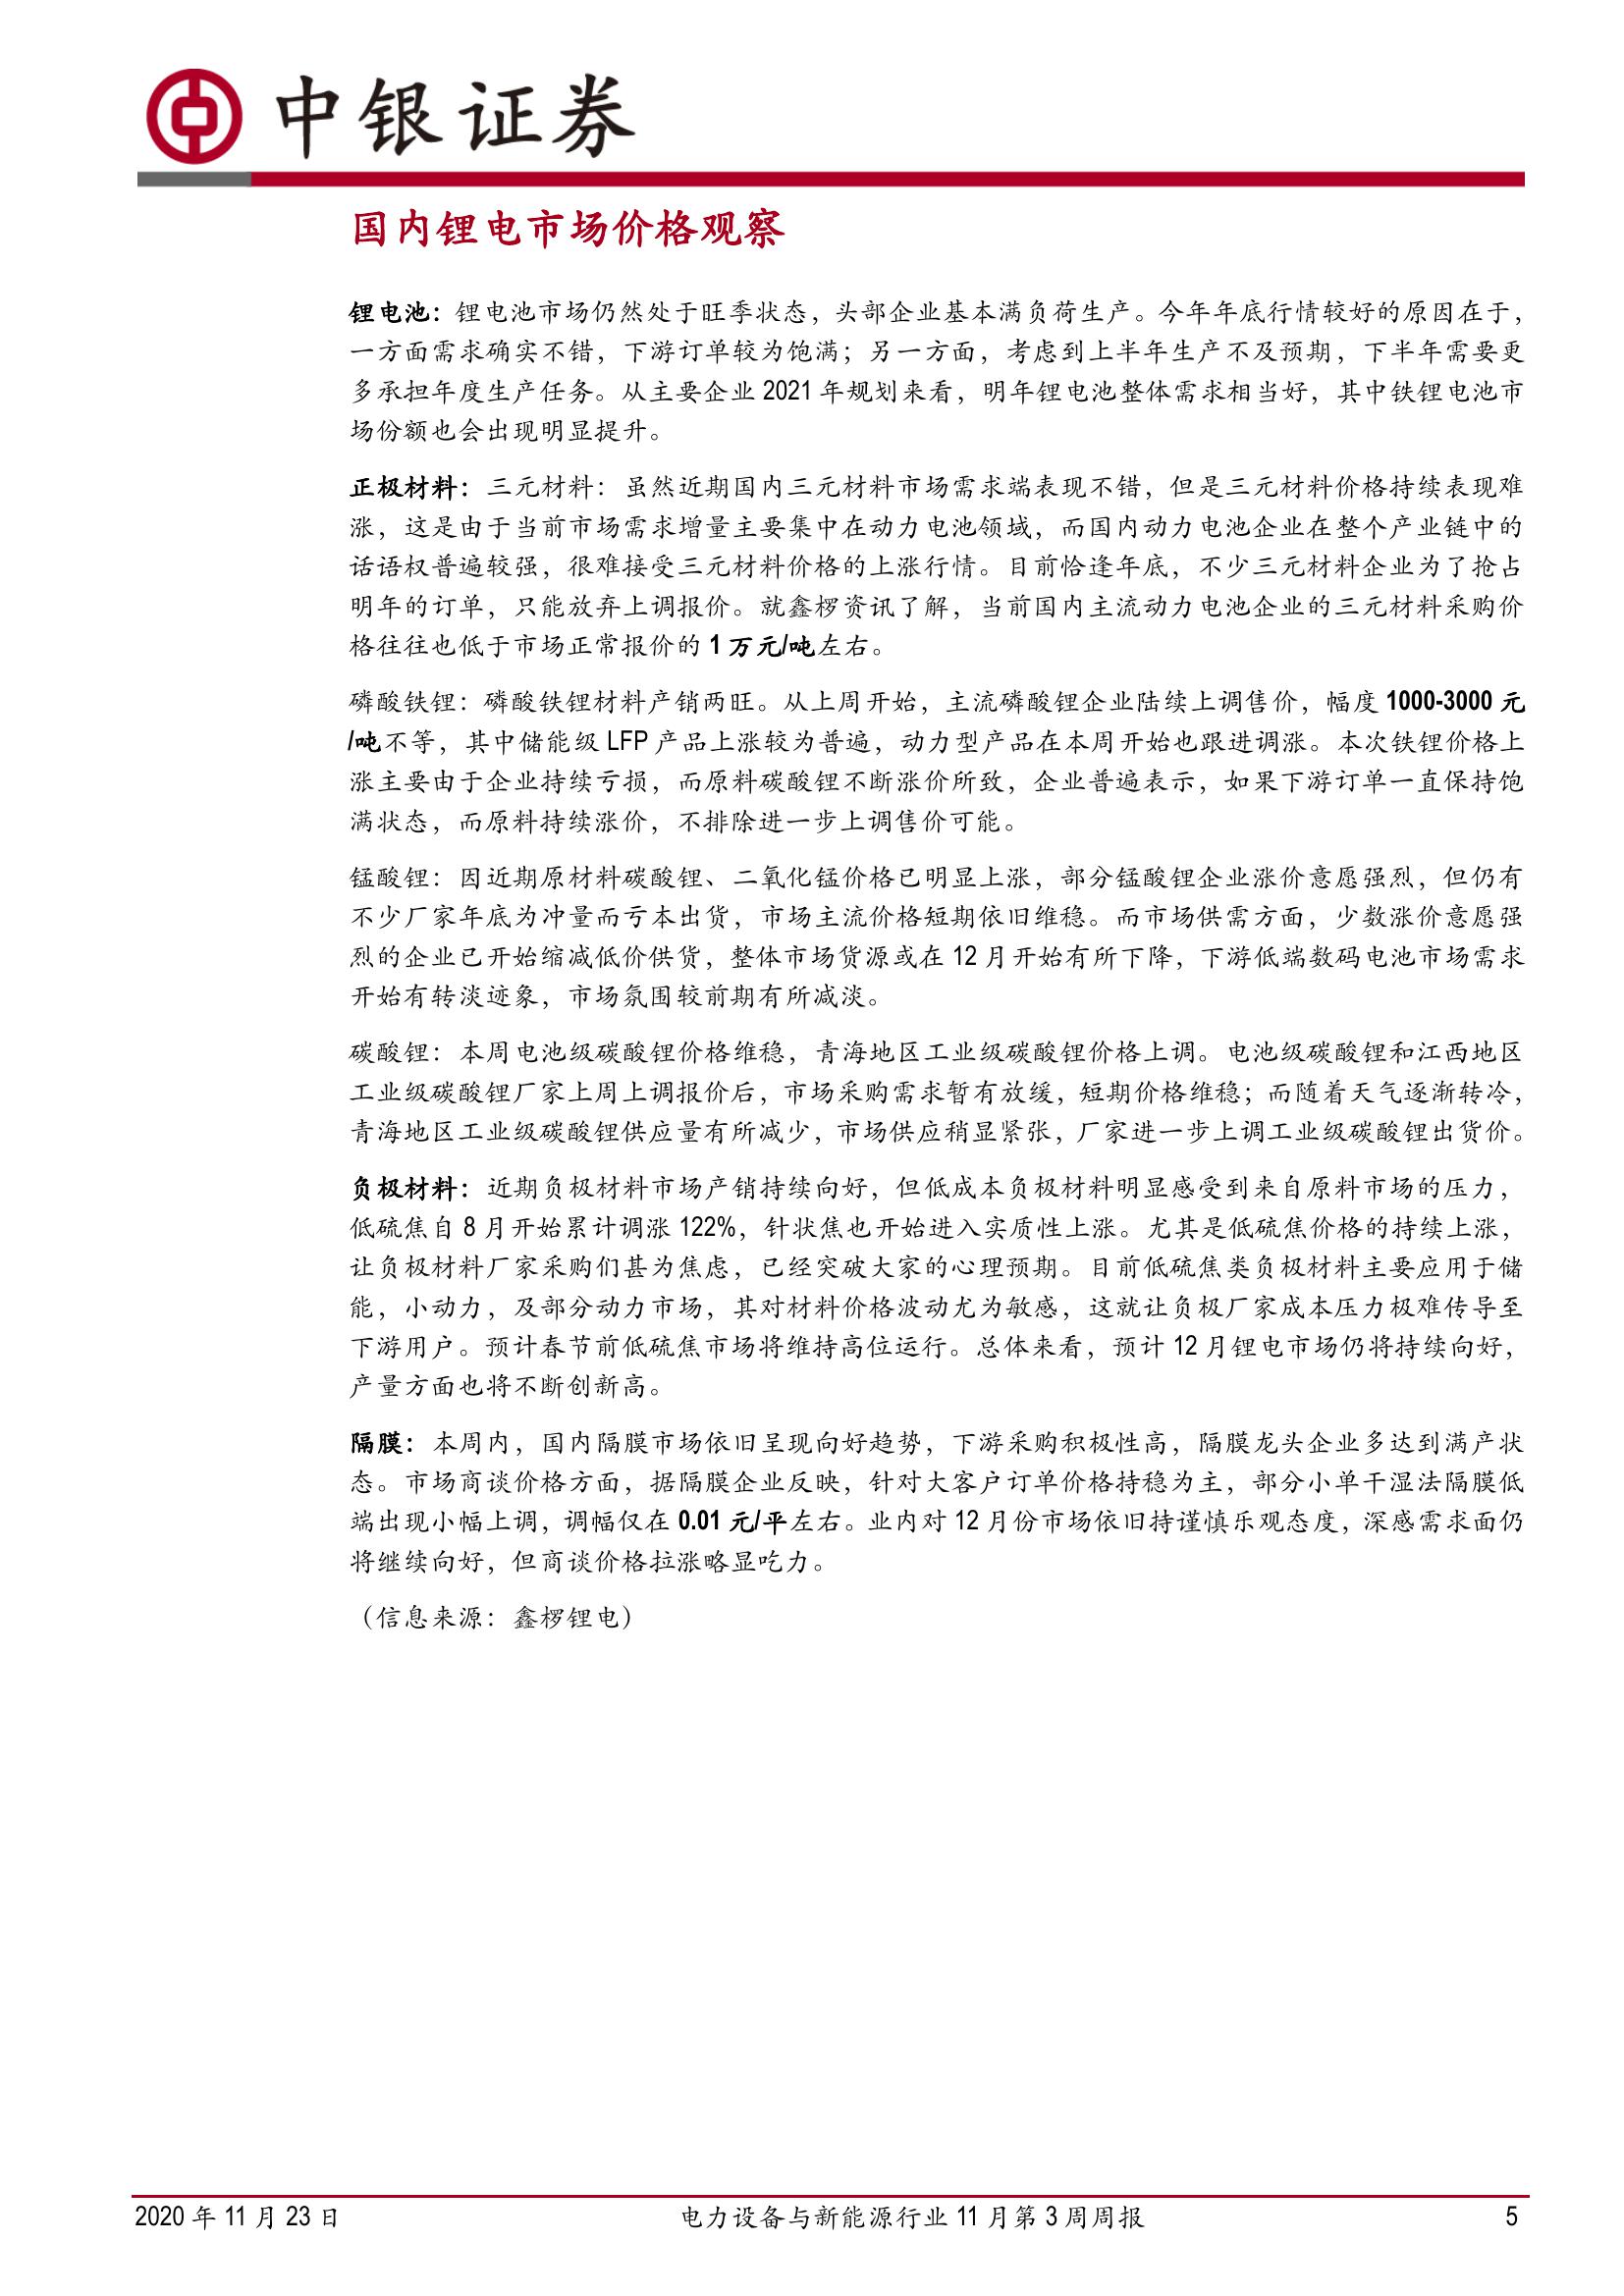 中银证券
国内锂电市场价格观察
锂电池：锂电池市场仍然处于旺季状态，头部企业基本满负荷生产。今年年底行情较好的原因在于，
一方面需求确实不错，下游订单较为饱满；另一方面，考虑到上半年生产不及预期，下半年需要更
多承担年度生产任务。从主要企业 2021 年规划来看，明年锂电池整体需求相当好，其中铁锂电池市
场份额也会出现明显提升。
正极材料：三元材料：虽然近期国内三元材料市场需求端表现不错，但是三元材料价格持续表现难
涨，这是由于当前市场需求增量主要集中在动力电池领域，而国内动力电池企业在整个产业链中的
话语权普遍较强，很难接受三元材料价格的上涨行情。目前恰逢年底，不少三元材料企业为了抢占
明年的订单，只能放弃上调报价。就鑫椤资讯了解，当前国内主流动力电池企业的三元材料采购价
格往往也低于市场正常报价的 1 万元/吨左右。
磷酸铁锂：磷酸铁锂材料产销两旺。从上周开始，主流磷酸锂企业陆续上调售价，幅度 1000-3000 元
/吨不等，其中储能级 LFP 产品上涨较为普遍，动力型产品在本周开始也跟进调涨。本次铁锂价格上
涨主要由于企业持续亏损，而原料碳酸锂不断涨价所致，企业普遍表示，如果下游订单一直保持饱
满状态，而原料持续涨价，不排除进一步上调售价可能。
锰酸锂：因近期原材料碳酸锂、二氧化锰价格已明显上涨，部分锰酸锂企业涨价意愿强烈，但仍有
不少厂家年底为冲量而亏本出货，市场主流价格短期依旧维稳。而市场供需方面，少数涨价意愿强
烈的企业已开始缩减低价供货，整体市场货源或在 12 月开始有所下降，下游低端数码电池市场需求
开始有转淡迹象，市场氛围较前期有所减淡。
碳酸锂：本周电池级碳酸锂价格维稳，青海地区工业级碳酸锂价格上调。电池级碳酸锂和江西地区
工业级碳酸锂厂家上周上调报价后，市场采购需求暂有放缓，短期价格维稳；而随着天气逐渐转冷，
青海地区工业级碳酸锂供应量有所减少，市场供应稍显紧张，厂家进一步上调工业级碳酸锂出货价。
负极材料：近期负极材料市场产销持续向好，但低成本负极材料明显感受到来自原料市场的压力，
低硫焦自 8 月开始累计调涨 122%，针状焦也开始进入实质性上涨。尤其是低硫焦价格的持续上涨，
让负极材料厂家采购们甚为焦虑，已经突破大家的心理预期。目前低硫焦类负极材料主要应用于储
能，小动力，及部分动力市场，其对材料价格波动尤为敏感，这就让负极厂家成本压力极难传导至
下游用户。预计春节前低硫焦市场将维持高位运行。总体来看，预计 12 月锂电市场仍将持续向好，
产量方面也将不断创新高。
隔膜：本周内，国内隔膜市场依旧呈现向好趋势，下游采购积极性高，隔膜龙头企业多达到满产状
态。市场商谈价格方面，据隔膜企业反映，针对大客户订单价格持稳为主，部分小单干湿法隔膜低
端出现小幅上调，调幅仅在 0.01 元/平左右。业内对 12 月份市场依旧持谨慎乐观态度，深感需求面仍
将继续向好，但商谈价格拉涨略显吃力。
（信息来源：鑫椤锂电）
2020 年 11 月 23 日 电力设备与新能源行业 11 月第 3 周周报 5